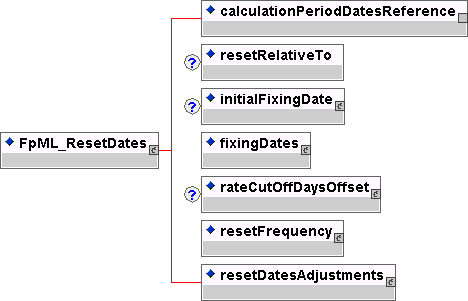 calculationPeriodDatesReference
? resetRelativeTo
? initialFixingDate
FpML_ResetDates
fixingDates
? rateCutOffDaysOffset
resetFrequency
resetDatesAdjustments